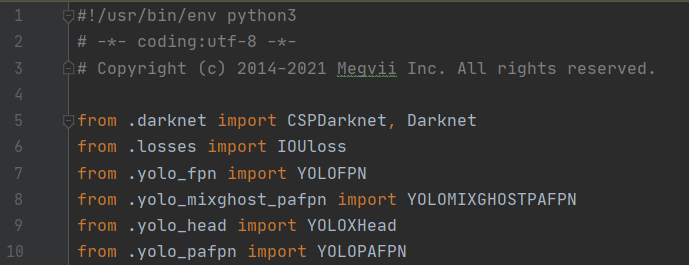 1 #!/usr/bin/env python3
2 # -*- coding:utf-8 -*-
3 # Copyright (c) 2014-2021 Megvii Inc. All rights reserved.
4
5 from .darknet import CSPDarknet, Darknet
6 from .losses import IOUloss
7 from .yolo_fpn import YOLOFPN
8 from .yolo_mixghost_pafpn import YOLOMIXGHOSTPAFPN
9 from .yolo_head import YOLOXHead
10 from .yolo_pafpn import YOLOPAFPN